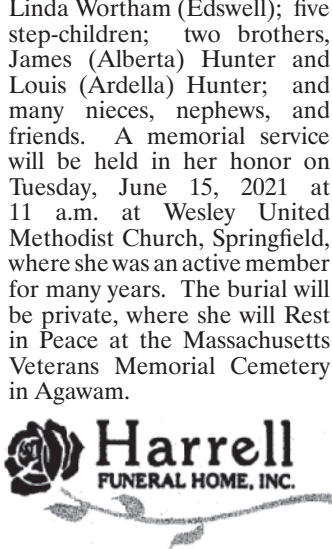 Linda Wortham (Edswell); five
step-children; two brothers,
James (Alberta) Hunter and
Louis (Ardella) Hunter; and
many nieces, nephews, and
friends. A memorial service
will be held in her honor on
Tuesday, June 15, 2021 at
11 a.m. at Wesley United
Methodist Church, Springfield,
where she was an active member
for many years. The burial will
be private, where she will Rest
in Peace at the Massachusetts
Veterans Memorial Cemetery
in Agawam.
Harrell
FUNERAL HOME, INC.